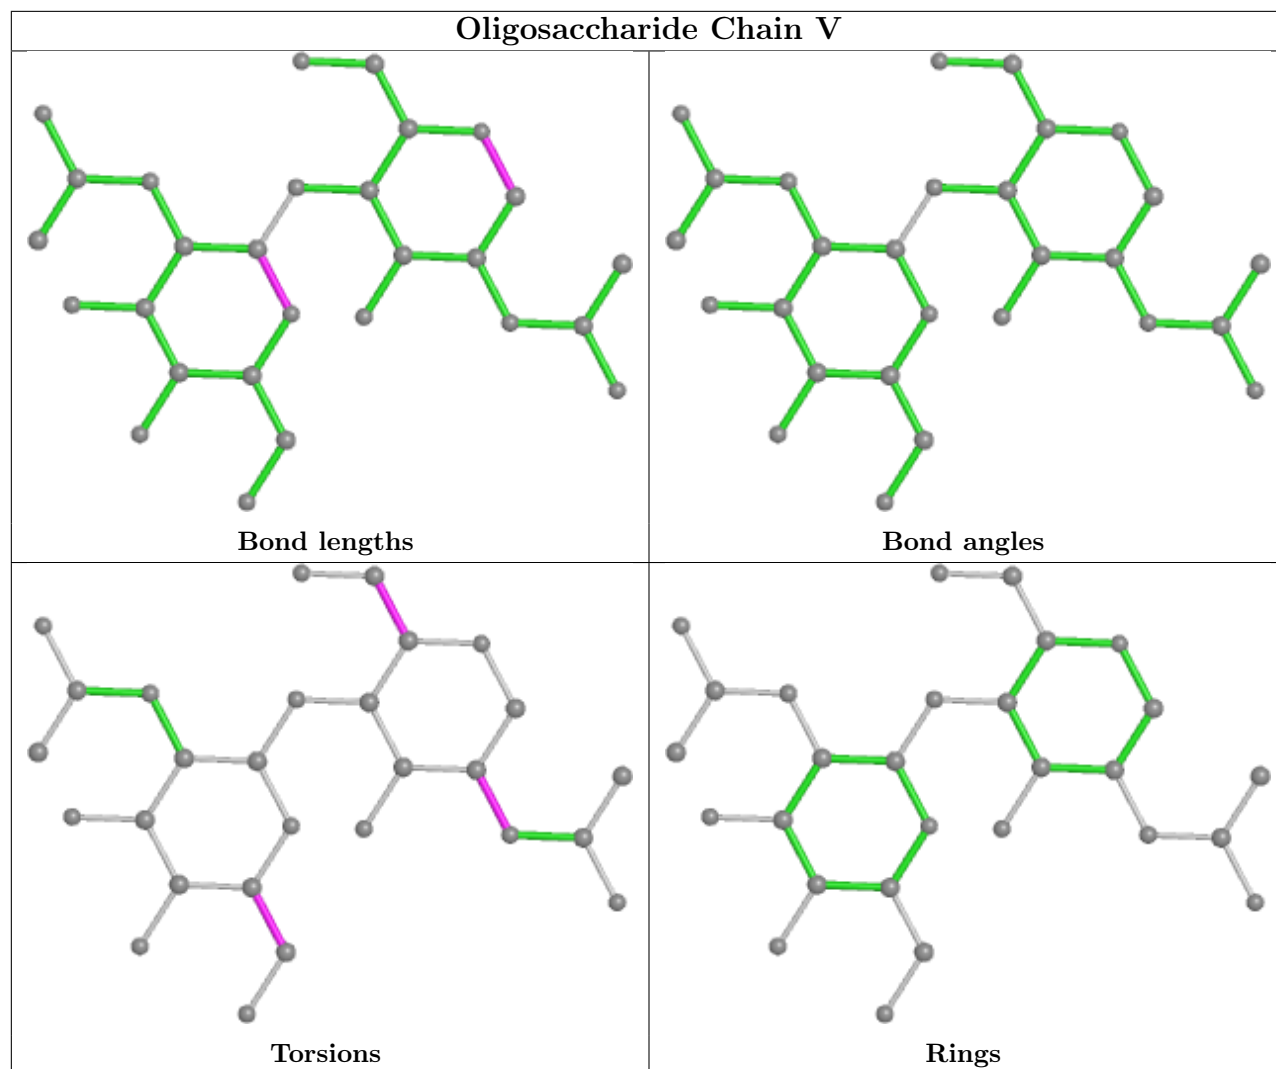 Oligosaccharide Chain V
Bond lengths
Bond angles
Torsions
Rings